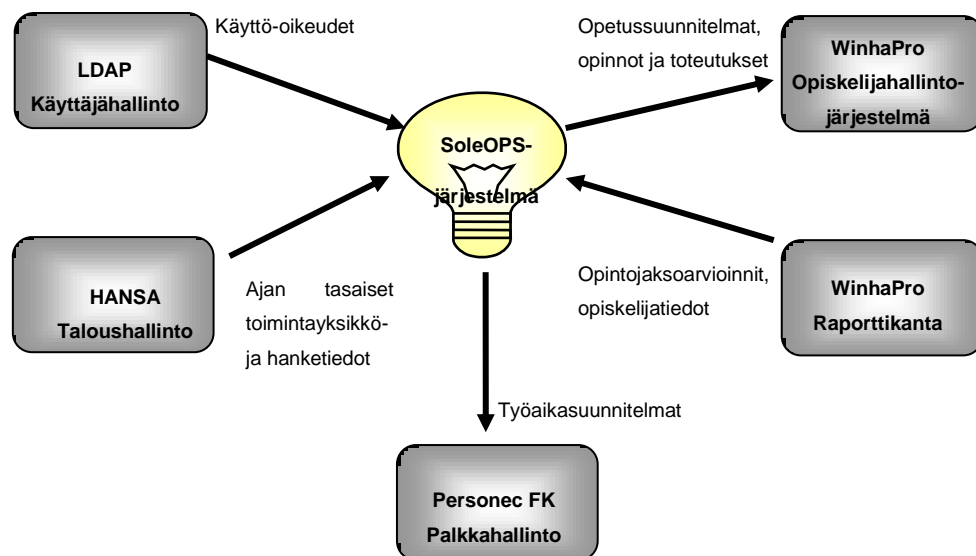 Käyttö-oikeudet
LDAP
Käyttäjähallinto
Opetussuunnitelmat,
opinnot ja toteutukset
WinhaPro
Opiskelijahallinto-
järjestelmä
SoleOPS-
järjestelmä
HANSA
Taloushallinto
Ajan tasaiset
toimintayksikkö-
ja hanketiedot
Opintojaksoarvioinnit,
opiskelijatiedot
WinhaPro
Raporttikanta
Työaikasuunnitelmat
Personec FK
Palkkahallinto